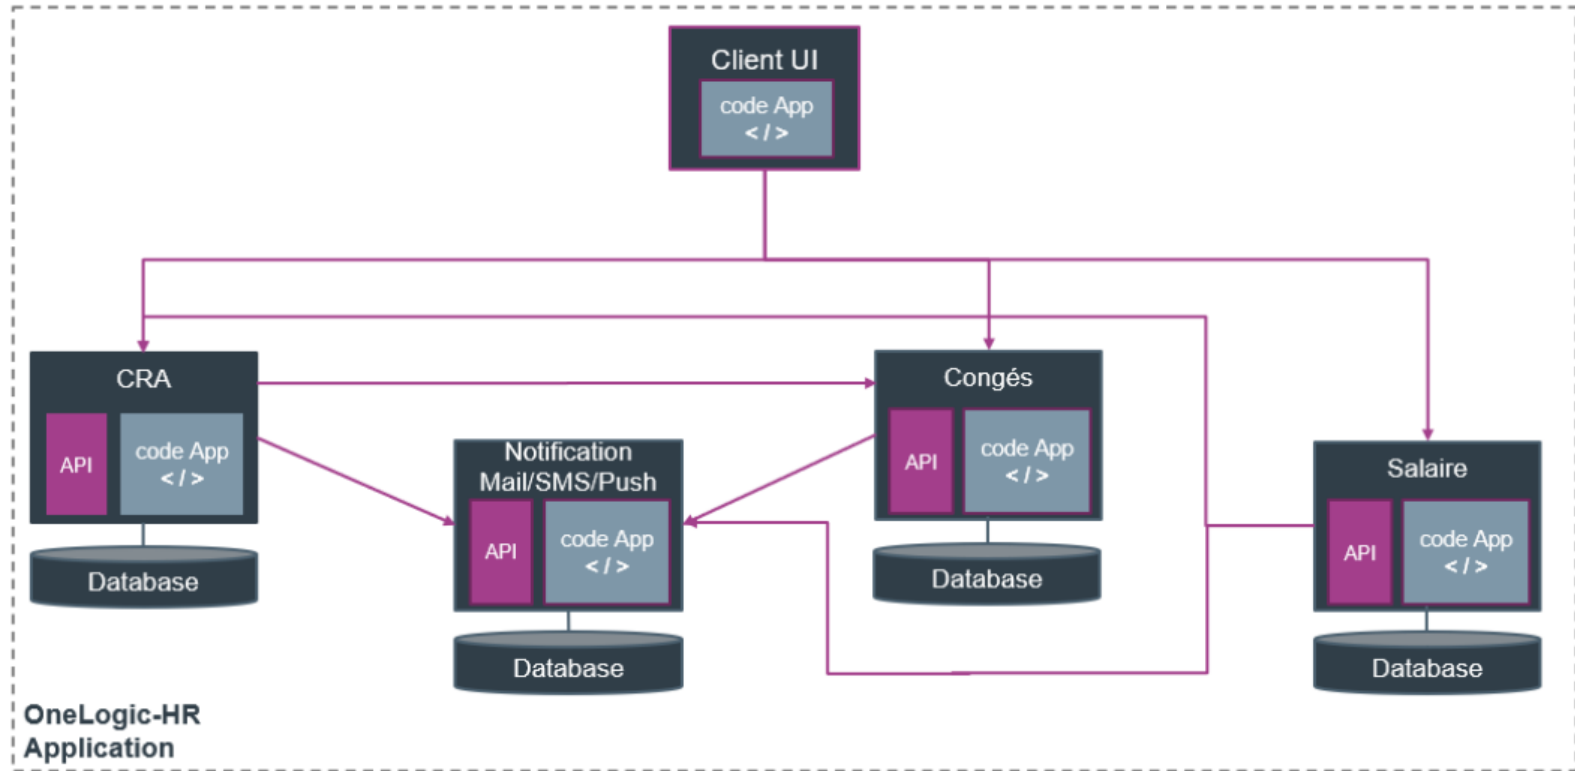 Client UI
code App
</>
CRA
API
code App
</>
Database
Notification
Mail/SMS/Push
API
code App
</>
Database
Congés
API
code App
</>
Database
Salaire
API
code App
</>
Database
OneLogic-HR
Application